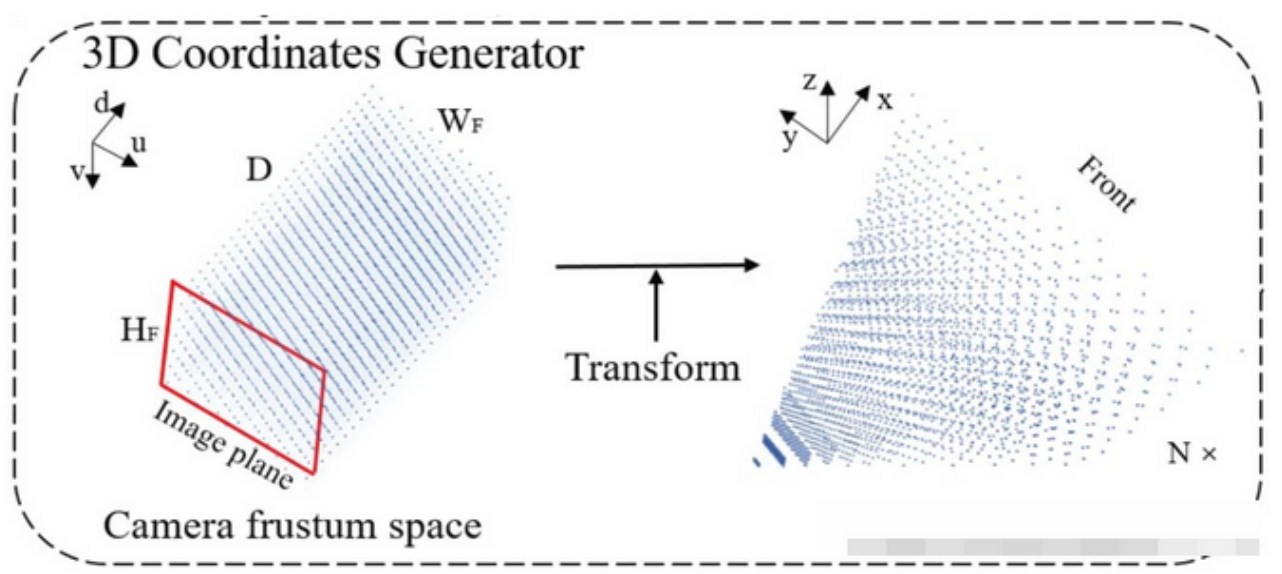 3D Coordinates Generator
d
u
v
D
WF
HF
Image plane
Camera frustum space
Transform
z
x
y
Front
N ×